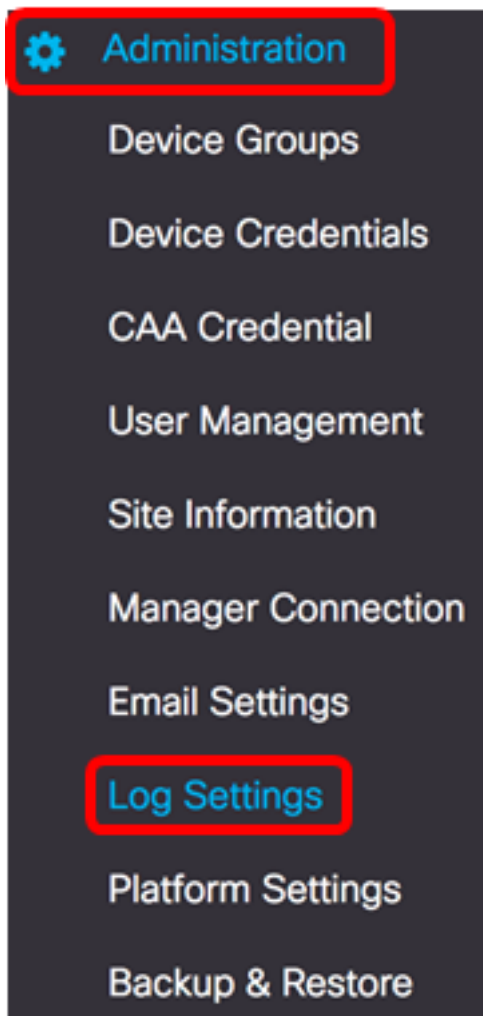 Administration
Device Groups
Device Credentials
CAA Credential
User Management
Site Information
Manager Connection
Email Settings
Log Settings
Platform Settings
Backup & Restore